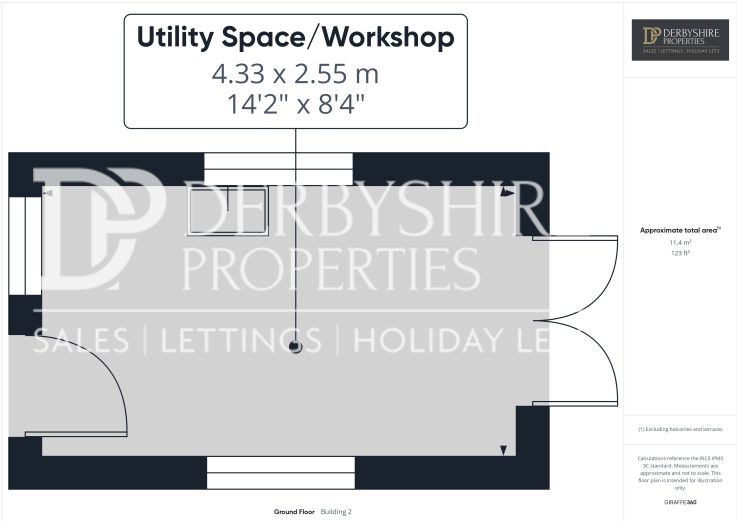 Utility Space/Workshop
4.33 x 2.55 m
14'2" x 8'4"
DP DERBYSHIRE
PROPERTIES
SALES | LETTINGS | HOLIDAY LE
Ground Floor Building 2
DP DERBYSHIRE
PROPERTIES
SALES | LETTINGS | HOLIDAY LETS
Approximate total area(1)
11.4 m²
123 ft²
(1) Excluding balconies and terraces
Calculations reference the RICS IPMS
3C standard. Measurements are
approximate and not to scale. This
floor plan is intended for illustration
only.
GIRAFFE360